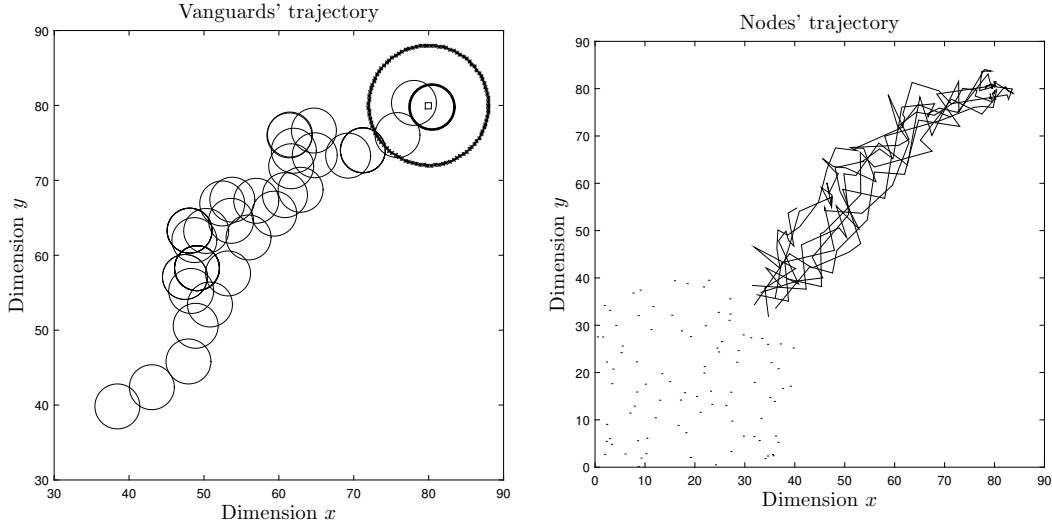 Vanguards' trajectory
90
80
70
60
50
40
30
30 40 50 60 70 80 90
Dimension y
Dimension x
Nodes' trajectory
90
80
70
60
50
40
30
20
10
0
0 10 20 30 40 50 60 70 80 90
Dimension y
Dimension x